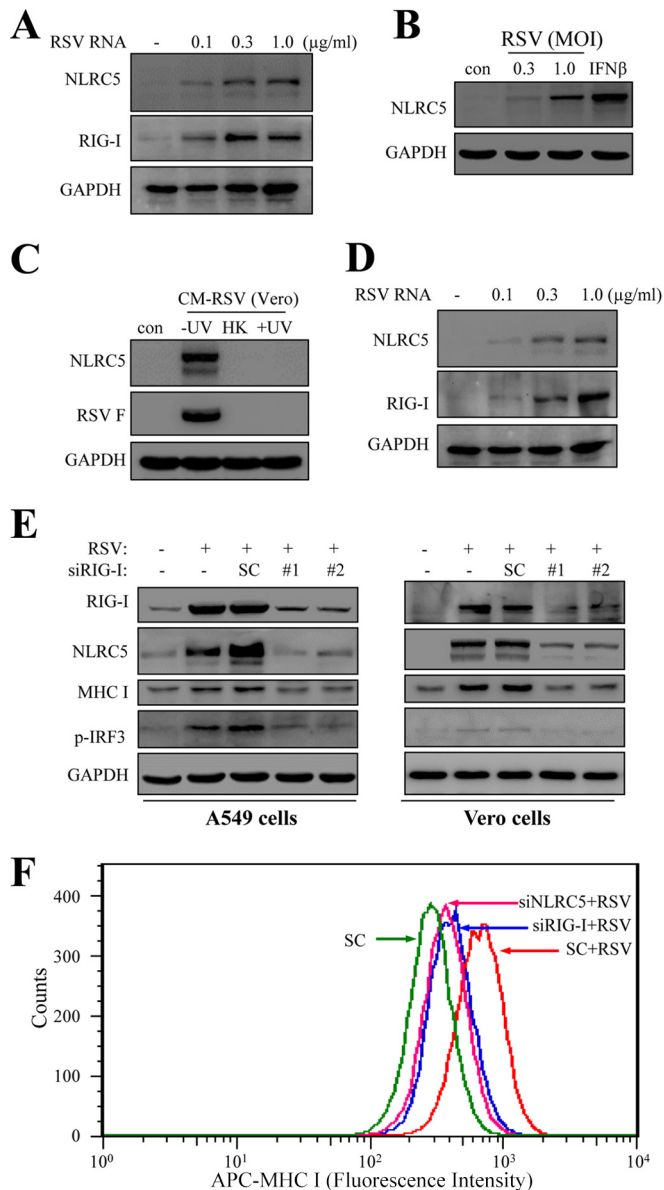 A
RSV RNA - 0.1 0.3 1.0 (μg/ml)
NLRC5
RIG-I
GAPDH
B
RSV (MOI)
con 0.3 1.0 IFNβ
NLRC5
GAPDH
C
CM-RSV (Vero)
con -UV HK +UV
NLRC5
RSV F
GAPDH
D
RSV RNA - 0.1 0.3 1.0 (μg/ml)
NLRC5
RIG-I
GAPDH
E
RSV: - + + + +
siRIG-I: - - SC #1 #2
RIG-I
NLRC5
MHC I
p-IRF3
GAPDH
A549 cells
- + + + +
- - SC #1 #2
Vero cells
F
400
300
200
100
0
Counts
SC
siNLRC5+RSV
siRIG-I+RSV
SC+RSV
10⁰ 10¹ 10² 10³ 10⁴
APC-MHC I (Fluorescence Intensity)